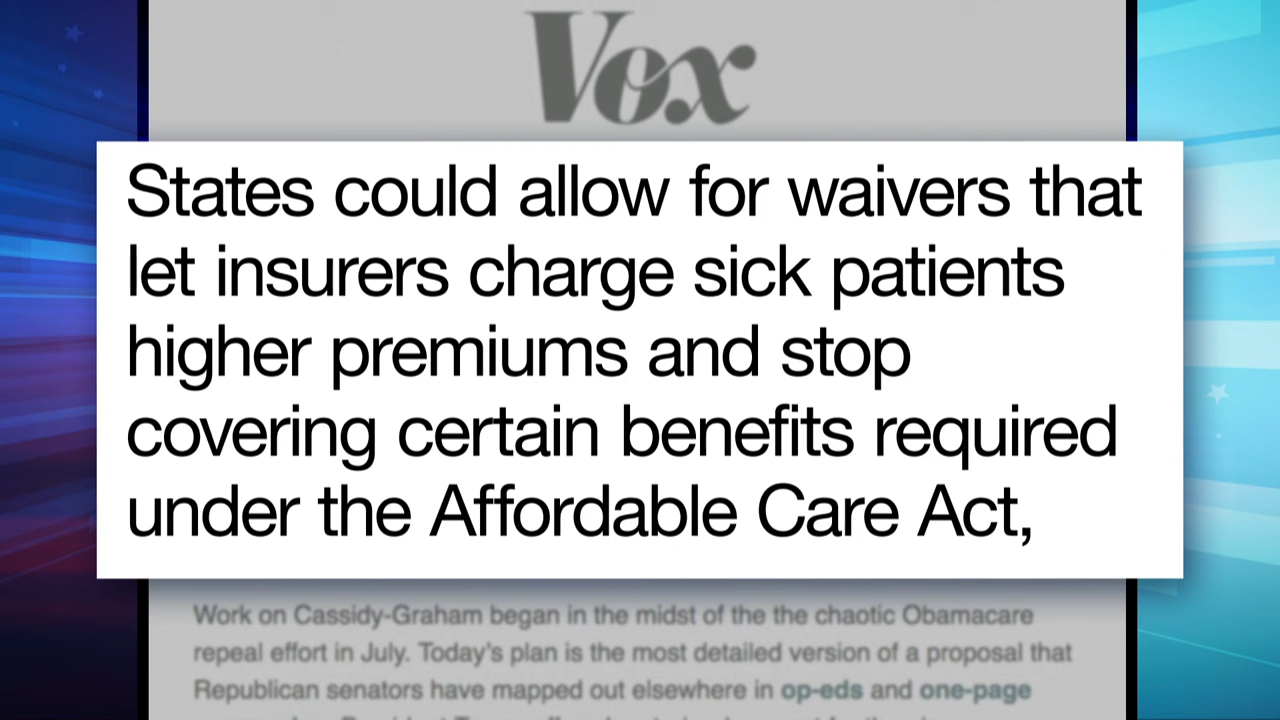 Vox
States could allow for waivers that
let insurers charge sick patients
higher premiums and stop
covering certain benefits required
under the Affordable Care Act,
Work on Cassidy-Graham began in the midst of the the chaotic Obamacare
repeal effort in July. Today's plan is the most detailed version of a proposal that
Republican senators have mapped out elsewhere in op-eds and one-page